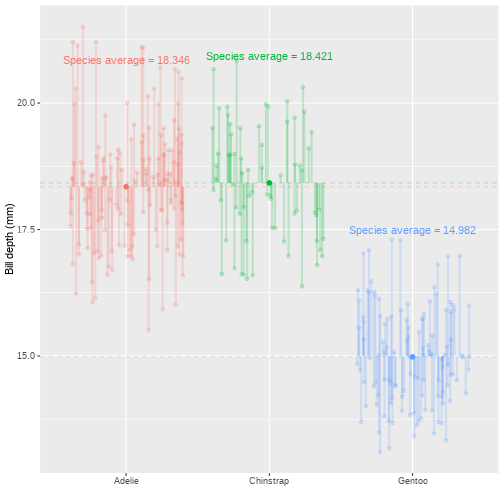 Species average = 18.346
Species average = 18.421
Species average = 14.982
20.0
17.5
15.0
Bill depth (mm)
Adelie
Chinstrap
Gentoo